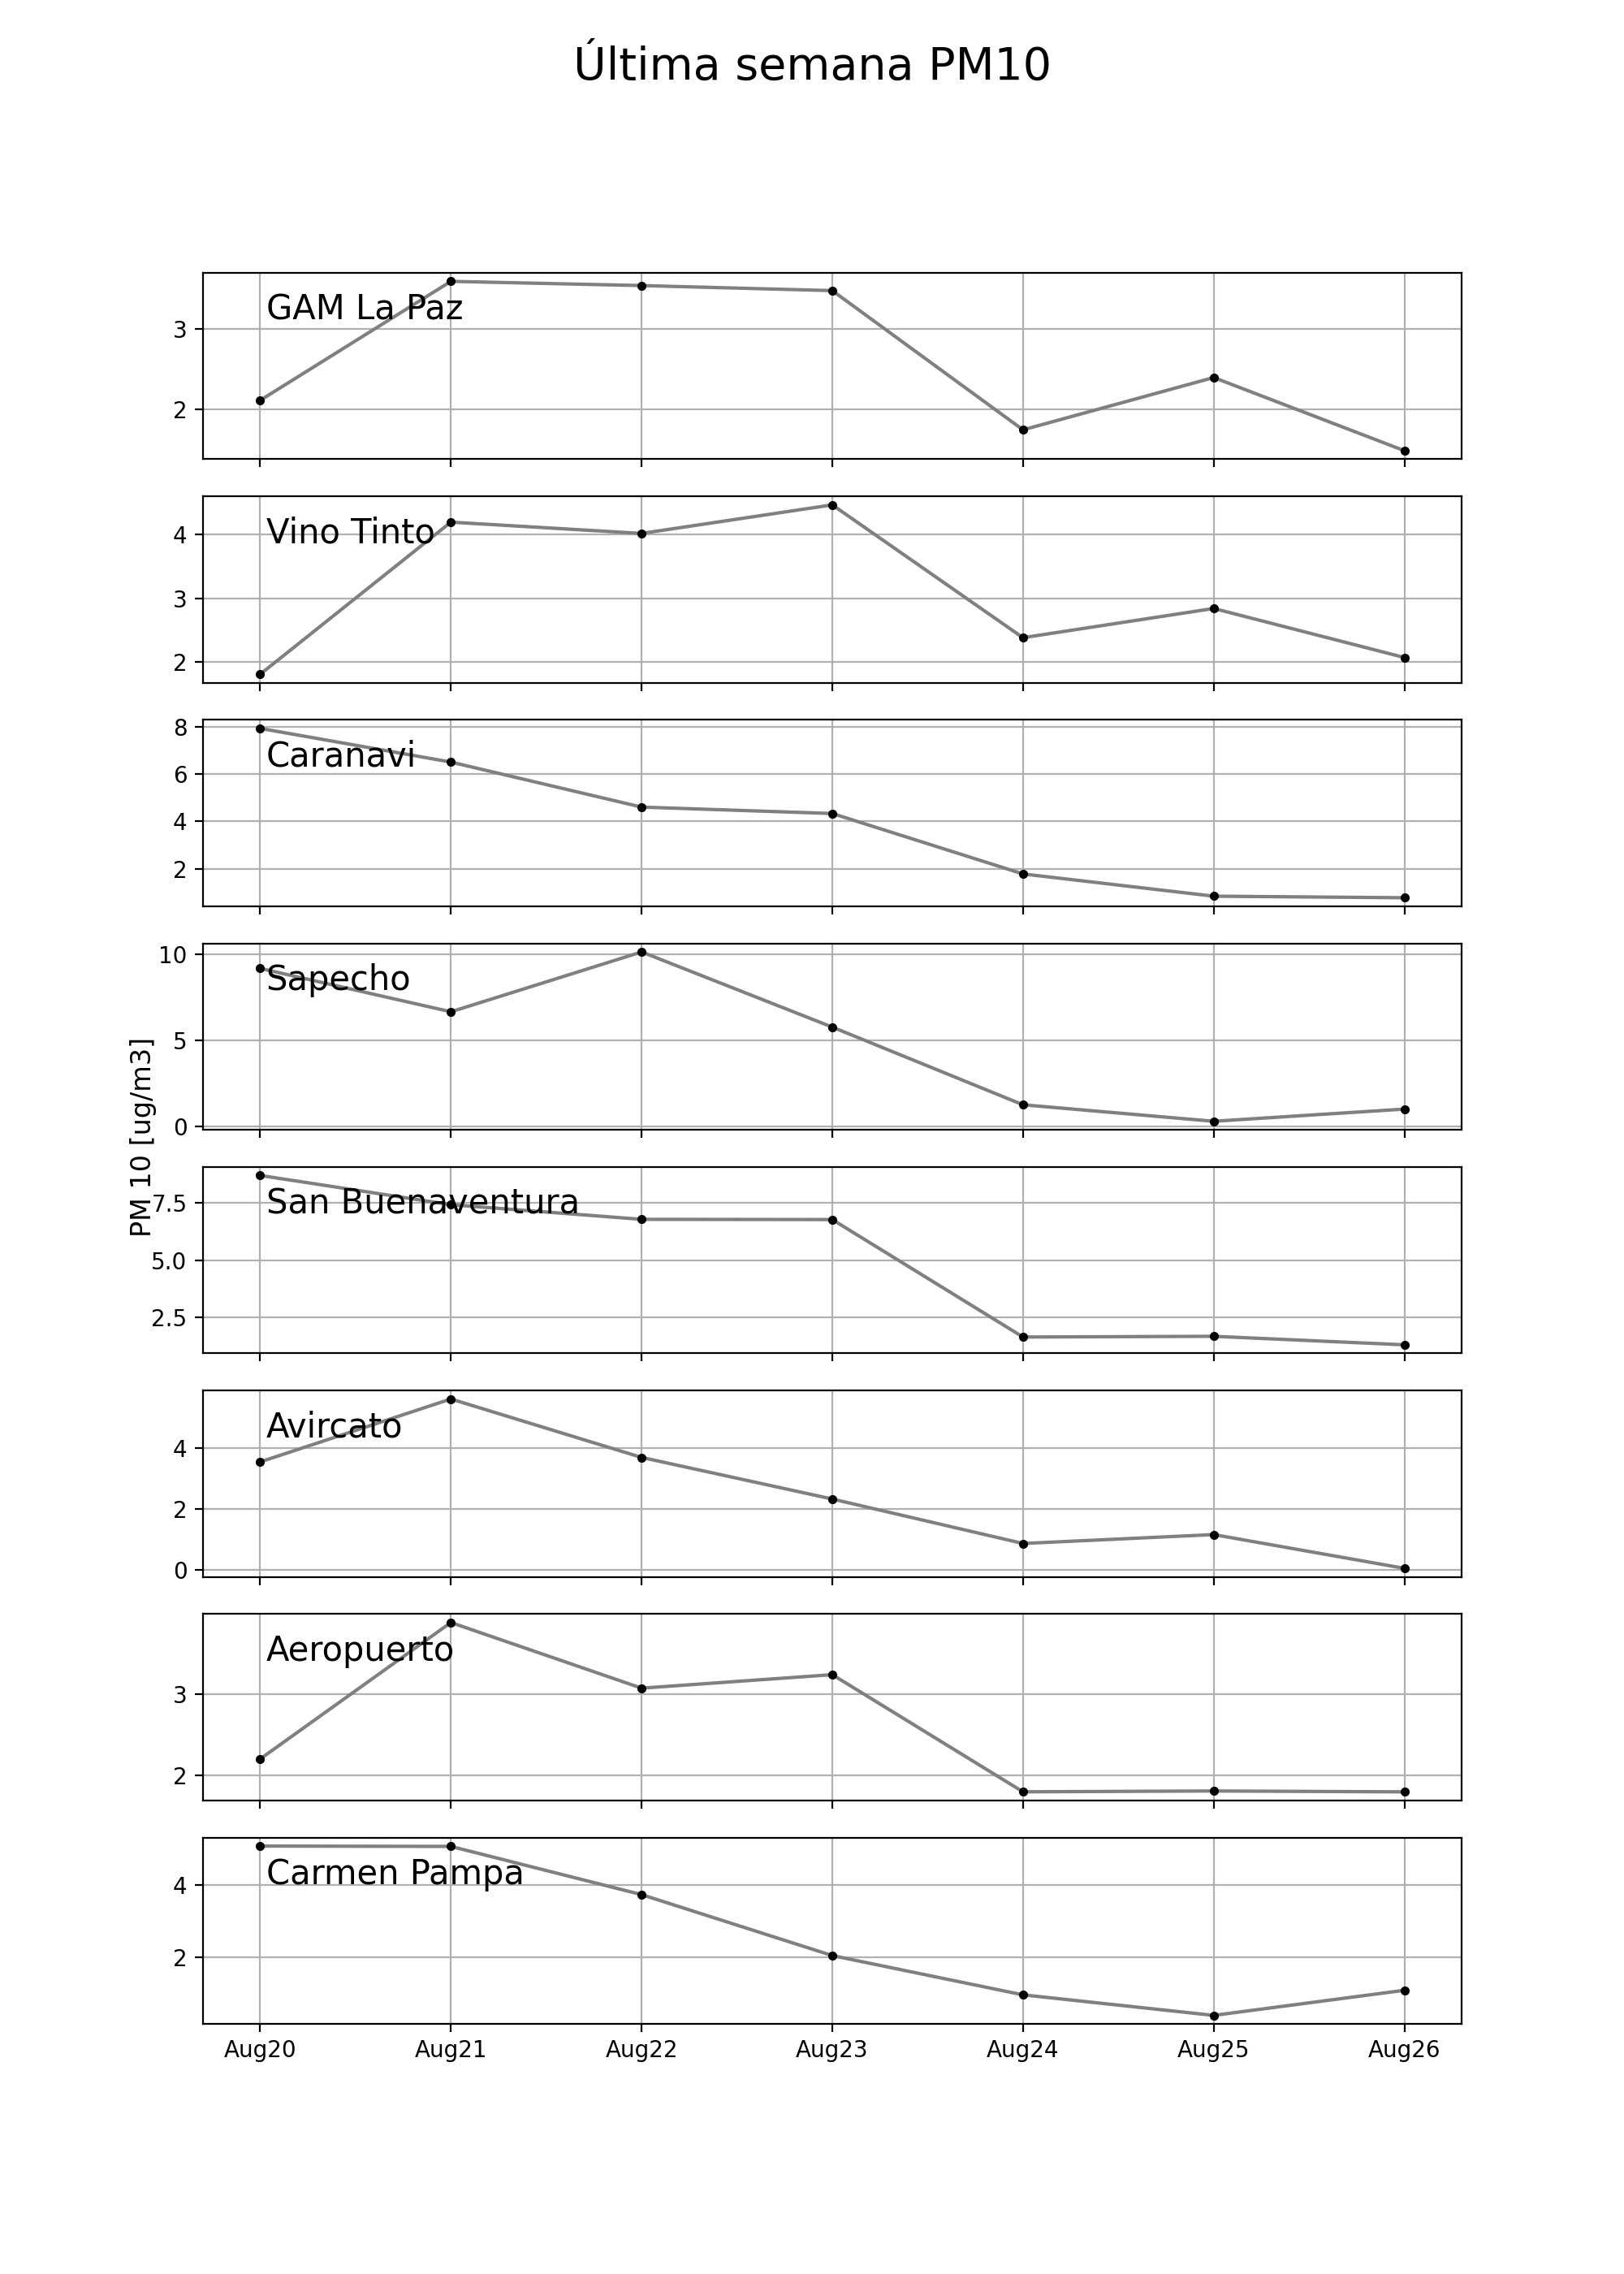 Última semana PM10
GAM La Paz
3
2
Vino Tinto
4
3
2
Caranavi
8
6
4
2
Sapecho
10
5
0
PM 10 [ug/m3]
San Buenaventura
7.5
5.0
2.5
Avircato
4
2
0
Aeropuerto
3
2
Carmen Pampa
4
2
Aug20 Aug21 Aug22 Aug23 Aug24 Aug25 Aug26